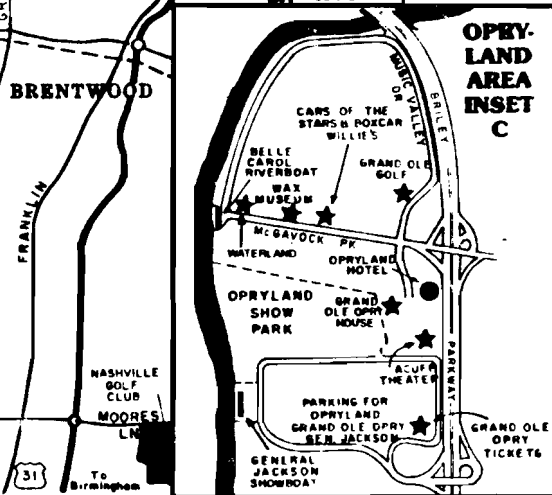 BRENTWOOD
FRANKLIN
NASHVILLE
GOLF
CLUB
MOORES
LN
31
To
Birmingham
OPRY-
LAND
AREA
INSET
C
MUSIC VALLEY
DR
BRILEY
CARS OF THE
STARS & BOXCAR
WILLIE'S
BELLE
CAROL
RIVERBOAT
WAX
MUSEUM
GRAND OLE
GOLF
McGAVOCK PK
WATERLAND
OPRYLAND
HOTEL
OPRYLAND
SHOW
PARK
GRAND
OLE OPRY
HOUSE
PARKWAY
ACUFF
THEATER
PARKING FOR
OPRYLAND
GRAND OLE OPRY
GEN. JACKSON
GRAND OLE
OPRY
TICKETS
GENERAL
JACKSON
SHOWBOAT